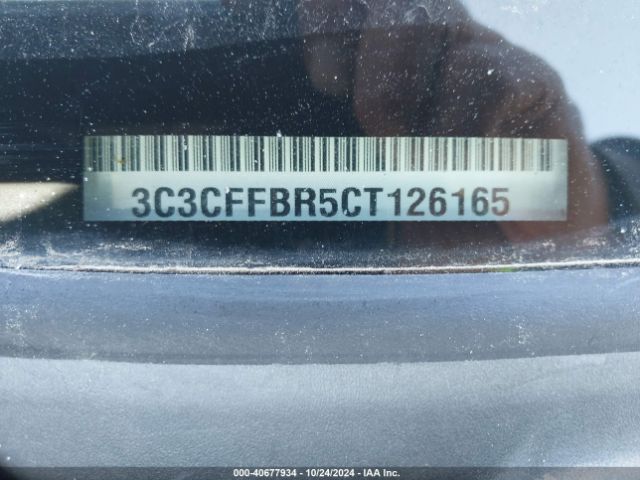 3C3CFFBR5CT126165
000-40677934 | 10/24/2024 | IAA Inc.